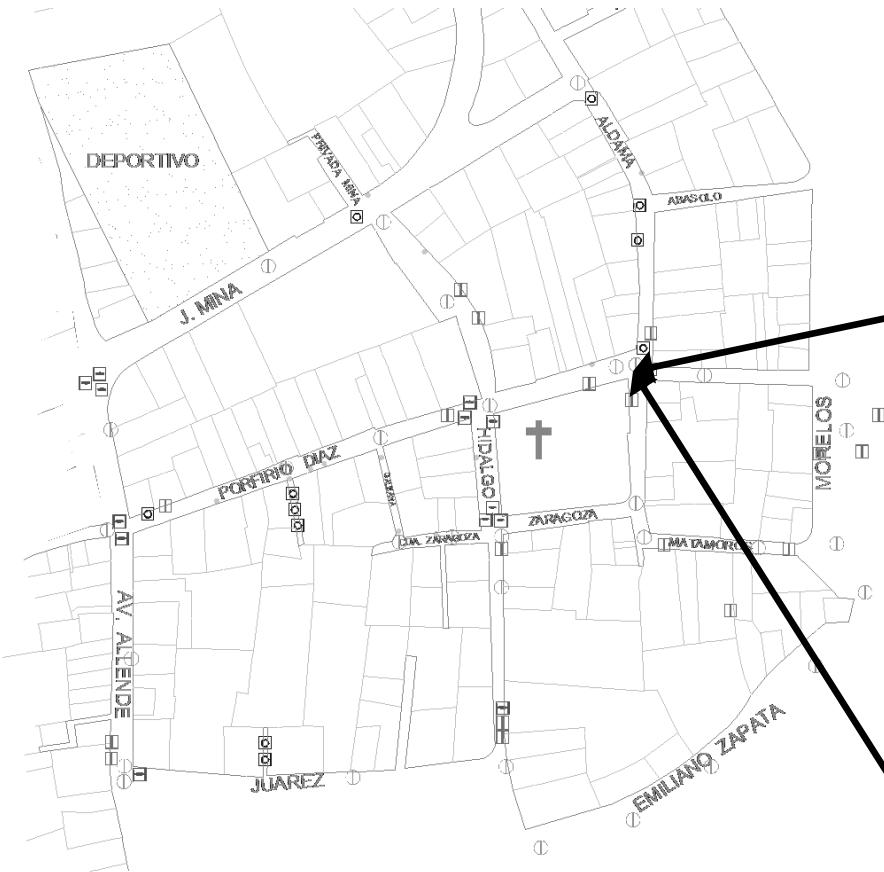 ALDAMA
PRIVADA MINA
DEPORTIVO
ABASOLO
J. MINA
MORELOS
HIDALGO
PORFIRIO DIAZ
ZARAGOZA
CDA. ZARAGOZA
MATAMOROS
AV. ALLENDE
EMILIANO ZAPATA
JUAREZ